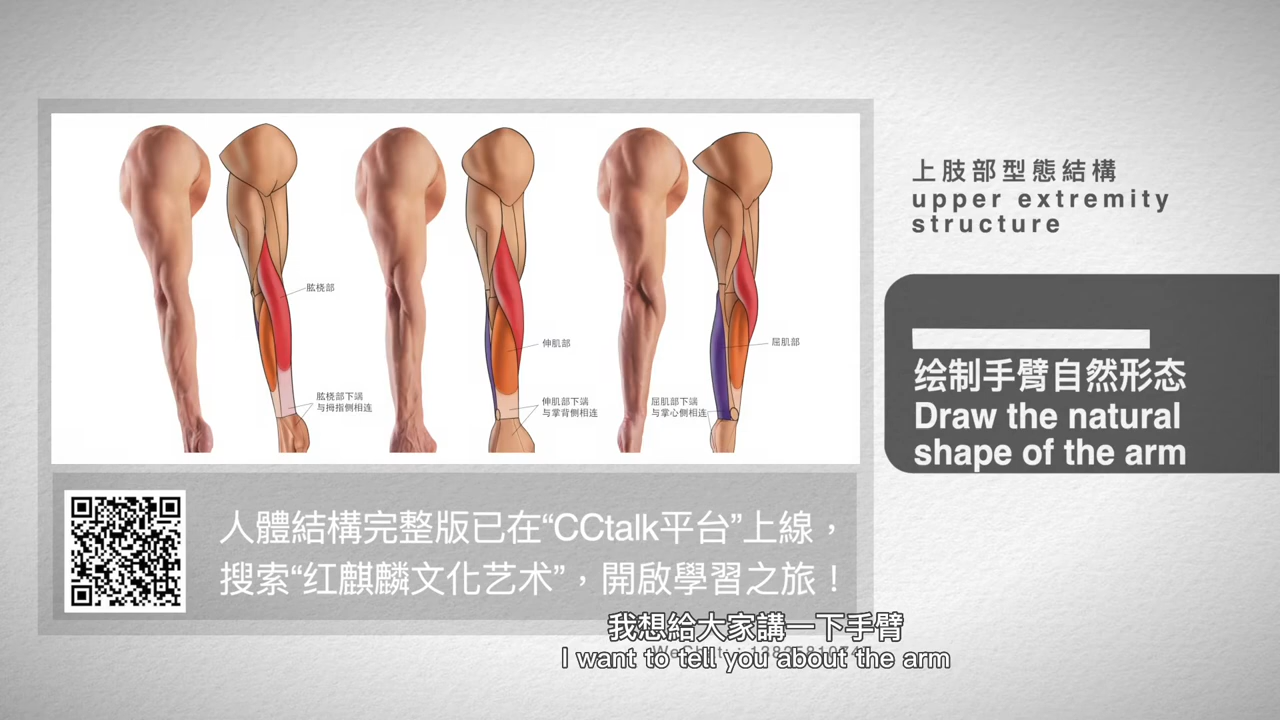 肱桡部
肱桡部下端
与拇指侧相连
伸肌部
伸肌部下端
与掌背侧相连
屈肌部
屈肌部下端
与掌心侧相连
上肢部型態結構
upper extremity
structure
绘制手臂自然形态
Draw the natural
shape of the arm
人體結構完整版已在“CCtalk平台”上線，
搜索“红麒麟文化艺术”，開啟學習之旅！
我想給大家講一下手臂
I want to tell you about the arm